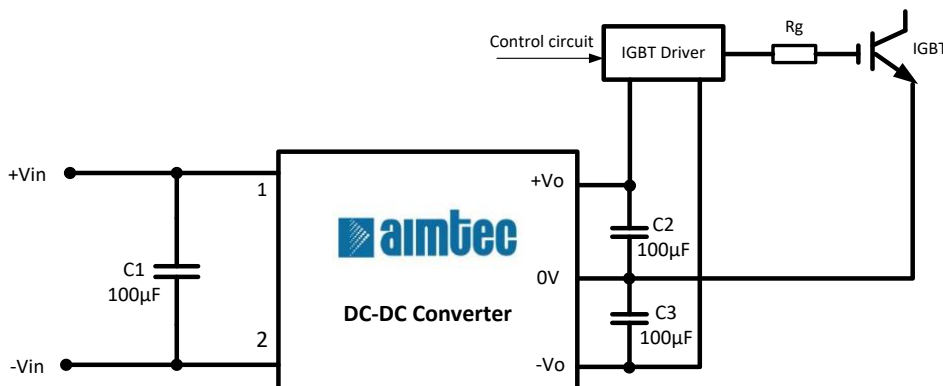 Rg
Control circuit
IGBT Driver
IGBT
+Vin
1
+Vo
C2
100µF
aimtec
C1
100µF
0V
DC-DC Converter
C3
100µF
2
-Vin
-Vo